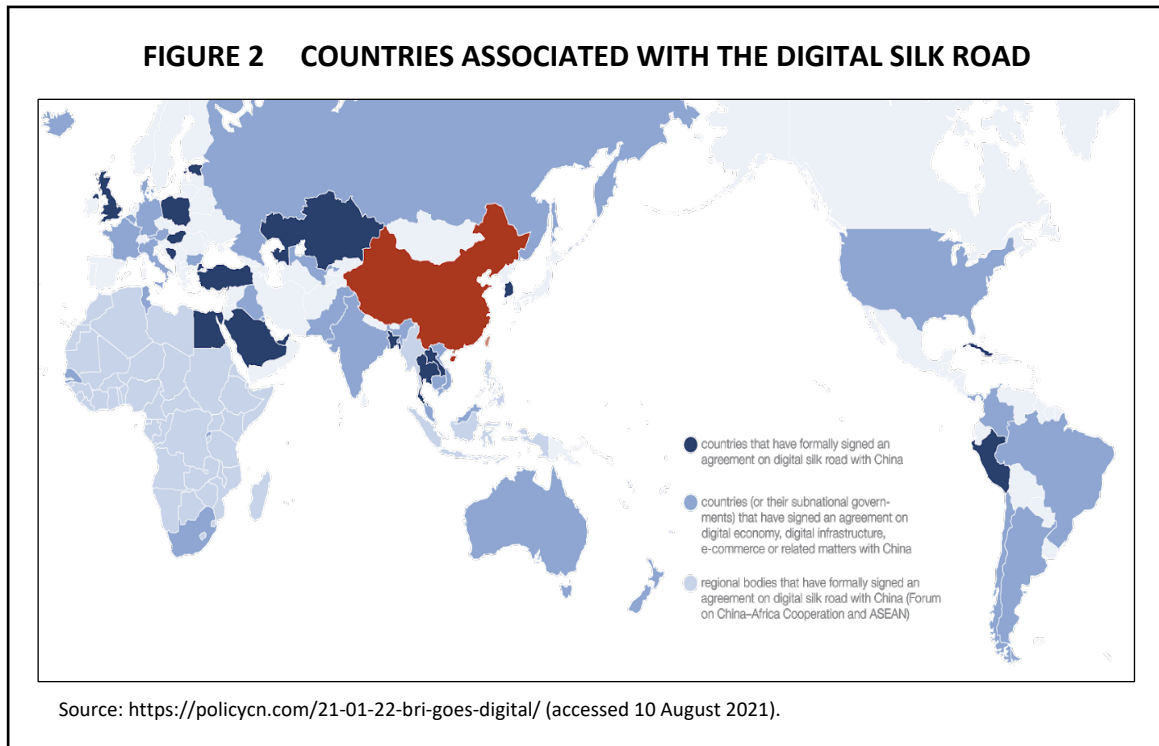 FIGURE 2 COUNTRIES ASSOCIATED WITH THE DIGITAL SILK ROAD
countries that have formally signed an
agreement on digital silk road with China
countries (or their subnational govern-
ments) that have signed an agreement on
digital economy, digital infrastructure,
e-commerce or related matters with China
regional bodies that have formally signed an
agreement on digital silk road with China (Forum
on China–Africa Cooperation and ASEAN)
Source: https://policycn.com/21-01-22-bri-goes-digital/ (accessed 10 August 2021).